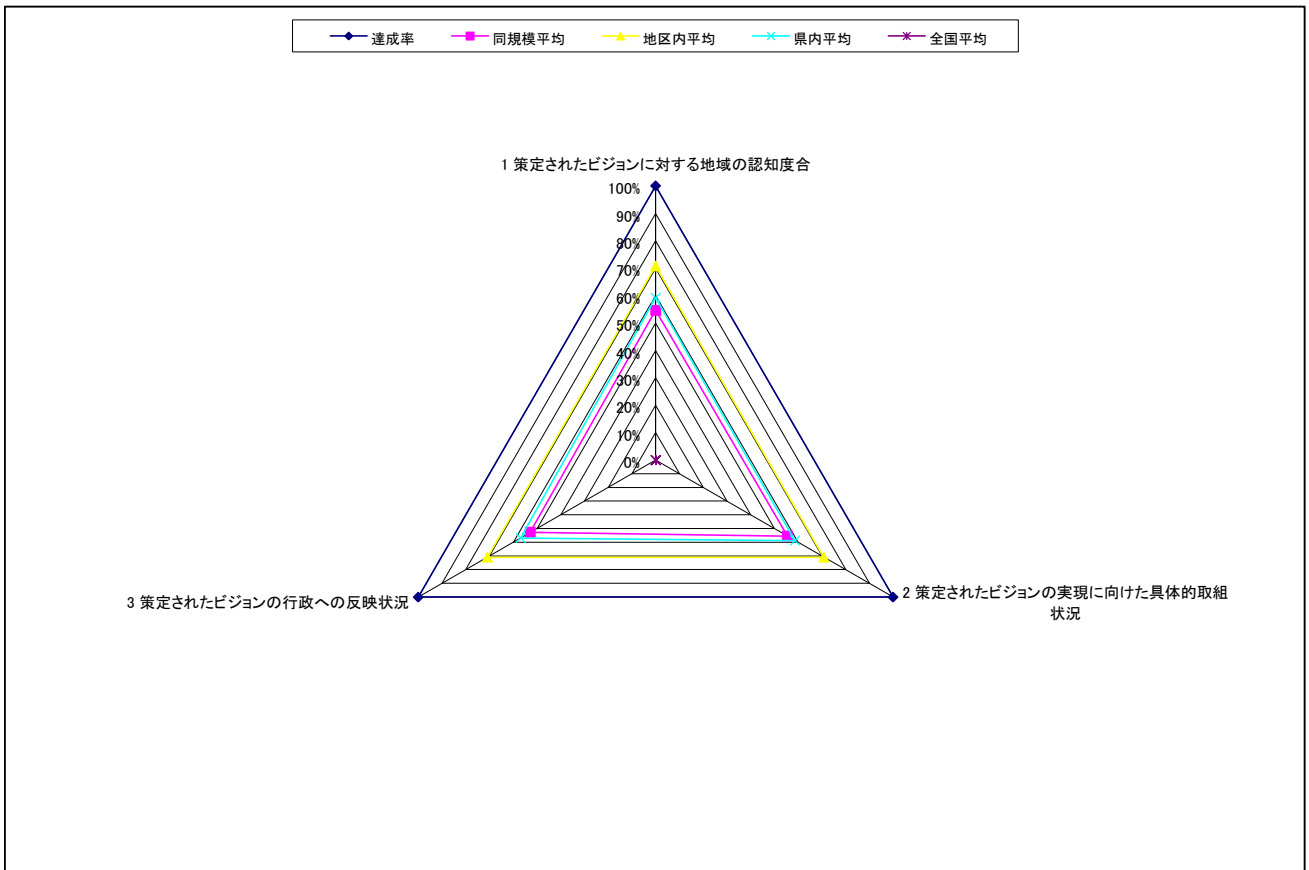 達成率 同規模平均 地区内平均 県内平均 全国平均
1 策定されたビジョンに対する地域の認知度合
100%
90%
80%
70%
60%
50%
40%
30%
20%
10%
0%
3 策定されたビジョンの行政への反映状況
2 策定されたビジョンの実現に向けた具体的取組
状況